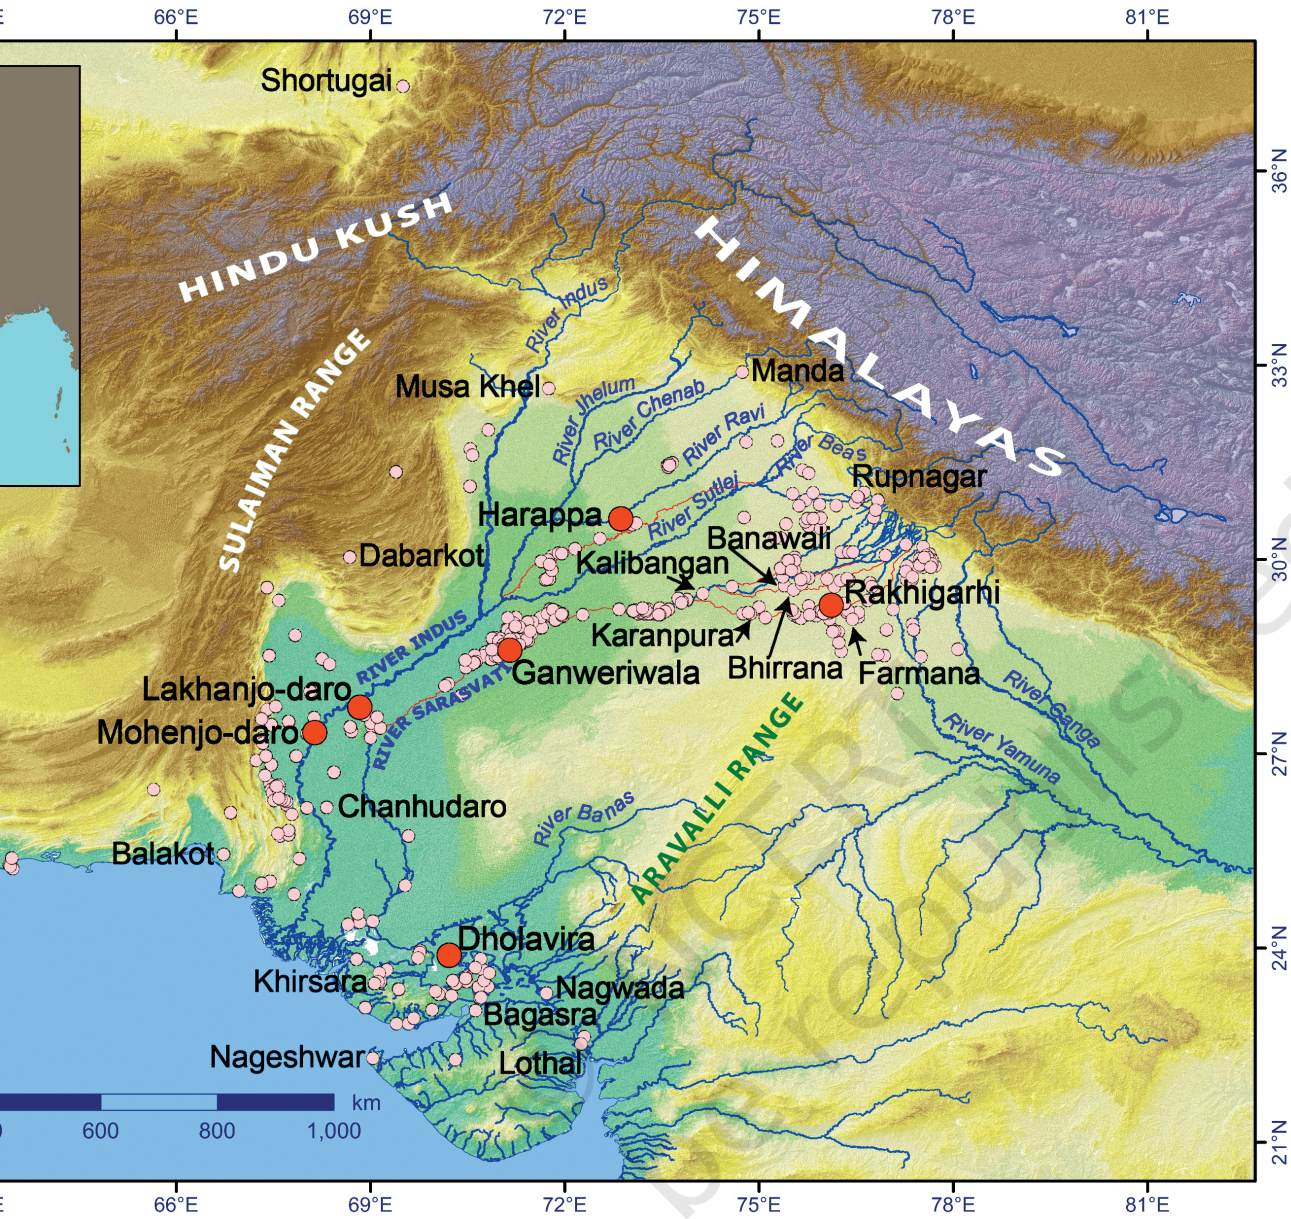 66°E 69°E 72°E 75°E 78°E 81°E
Shortugai
36°N
HINDU KUSH
HIMALAYAS
River Indus
SULAIMAN RANGE
33°N
Musa Khel
Manda
River Jhelum
River Chenab
River Ravi
River Beas
Rupnagar
River Sutlej
Harappa
Banawali
Dabarkot
Kalibangan
30°N
Rakhigarhi
RIVER INDUS
Karanpura
Bhirrana
Farmana
Ganweriwala
Lakhanjo-daro
RIVER SARASVATI
River Ganga
Mohenjo-daro
River Yamuna
27°N
ARAVALLI RANGE
Chanhudaro
River Banas
Balakot
Dholavira
24°N
Khirsara
Nagwada
Bagasra
Nageshwar
Lothal
km
600 800 1,000
21°N
66°E 69°E 72°E 75°E 78°E 81°E